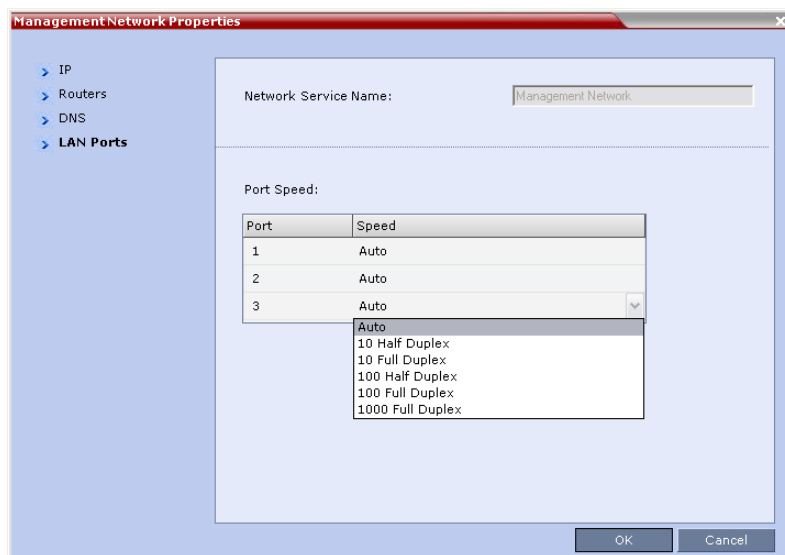 Management Network Properties
IP
Routers
DNS
LAN Ports
Network Service Name: Management Network
Port Speed:
Port Speed
1 Auto
2 Auto
3 Auto
Auto
10 Half Duplex
10 Full Duplex
100 Half Duplex
100 Full Duplex
1000 Full Duplex
OK Cancel